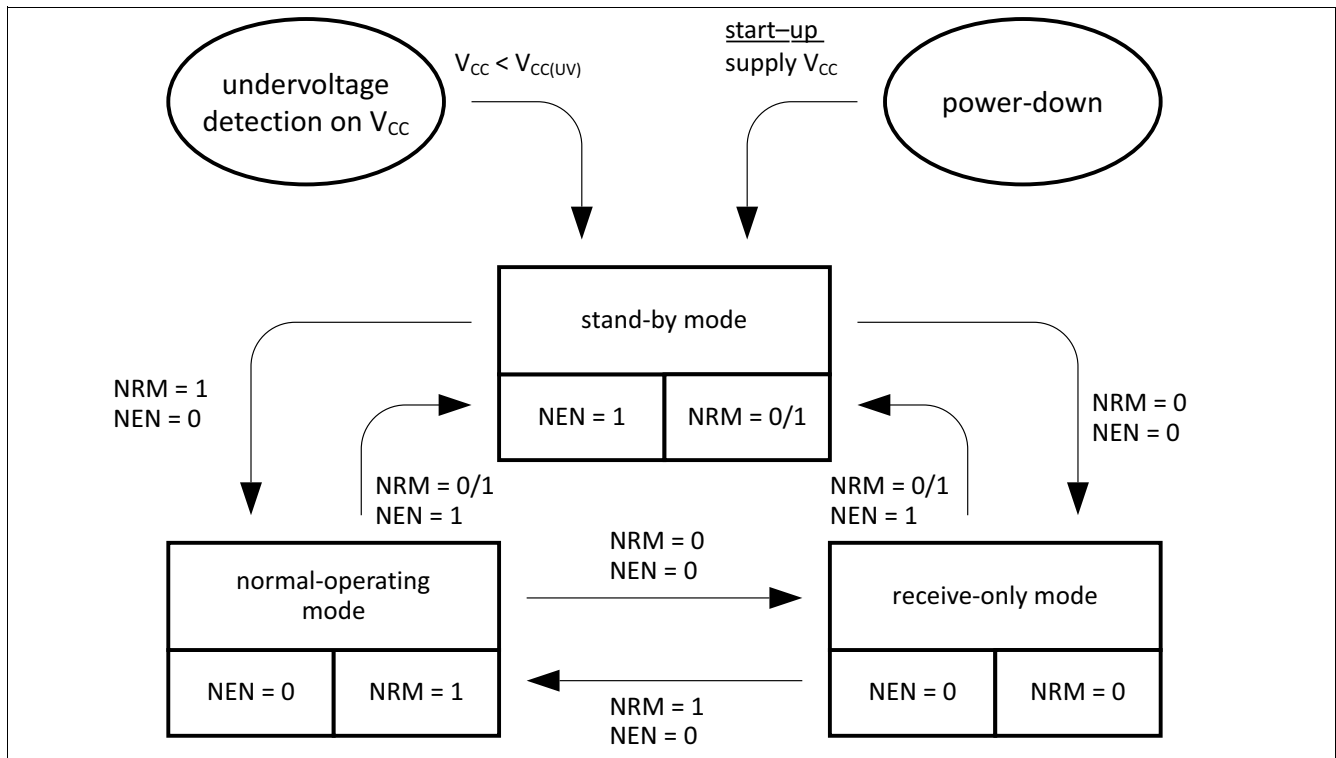 undervoltage
detection on VCC
VCC < VCC(UV)
start–up
supply VCC
power-down
stand-by mode
NEN = 1
NRM = 0/1
NRM = 1
NEN = 0
NRM = 0
NEN = 0
NRM = 0/1
NEN = 1
NRM = 0/1
NEN = 1
normal-operating
mode
NEN = 0
NRM = 1
NRM = 0
NEN = 0
NRM = 1
NEN = 0
receive-only mode
NEN = 0
NRM = 0